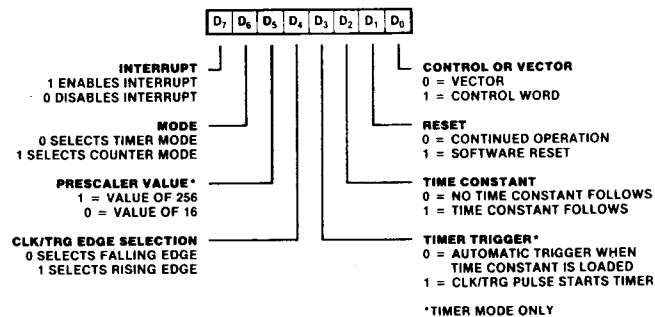 D7 D6 D5 D4 D3 D2 D1 D0
INTERRUPT
1 ENABLES INTERRUPT
0 DISABLES INTERRUPT
MODE
0 SELECTS TIMER MODE
1 SELECTS COUNTER MODE
PRESCALER VALUE*
1 = VALUE OF 256
0 = VALUE OF 16
CLK/TRG EDGE SELECTION
0 SELECTS FALLING EDGE
1 SELECTS RISING EDGE
CONTROL OR VECTOR
0 = VECTOR
1 = CONTROL WORD
RESET
0 = CONTINUED OPERATION
1 = SOFTWARE RESET
TIME CONSTANT
0 = NO TIME CONSTANT FOLLOWS
1 = TIME CONSTANT FOLLOWS
TIMER TRIGGER*
0 = AUTOMATIC TRIGGER WHEN
TIME CONSTANT IS LOADED
1 = CLK/TRG PULSE STARTS TIMER
*TIMER MODE ONLY